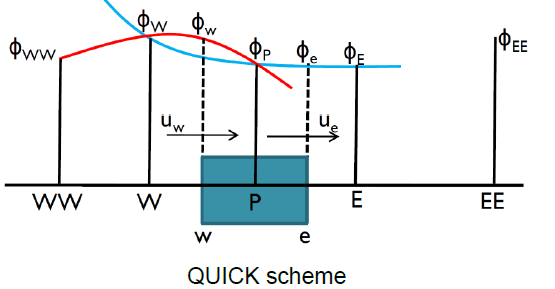 ϕWW ϕW ϕw ϕP ϕe ϕE ϕEE
uw ue
WW W P E EE
w e
QUICK scheme